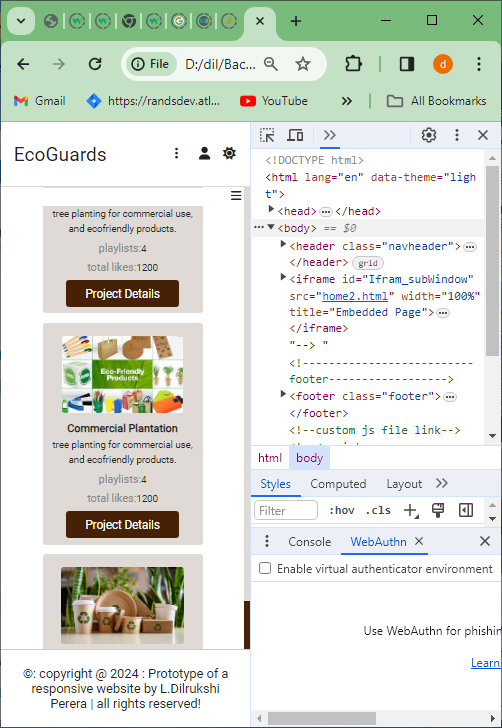 File
D:/dil/Bac...
d
Gmail
https://randsdev.atl...
YouTube
»
All Bookmarks
EcoGuards
tree planting for commercial use,
and ecofriendly products.
playlists:4
total likes:1200
Project Details
Eco-Friendly
Products
Commercial Plantation
tree planting for commercial use,
and ecofriendly products.
playlists:4
total likes:1200
Project Details
©: copyright @ 2024 : Prototype of a
responsive website by L.Dilrukshi
Perera | all rights reserved!
<!DOCTYPE html>
<html lang="en" data-theme="ligh
t">
<head>…</head>
<body> == $0
<header class="navheader">…
</header> grid
<iframe id="Ifram_subWindow"
src="home2.html" width="100%"
title="Embedded Page">…
</iframe>
"--> "
<!-------------------------
footer------------------>
<footer class="footer">…
</footer>
<!--custom js file link-->
html body
Styles Computed Layout »
Filter :hov .cls
Console WebAuthn
Enable virtual authenticator environment
Use WebAuthn for phishin
Learn